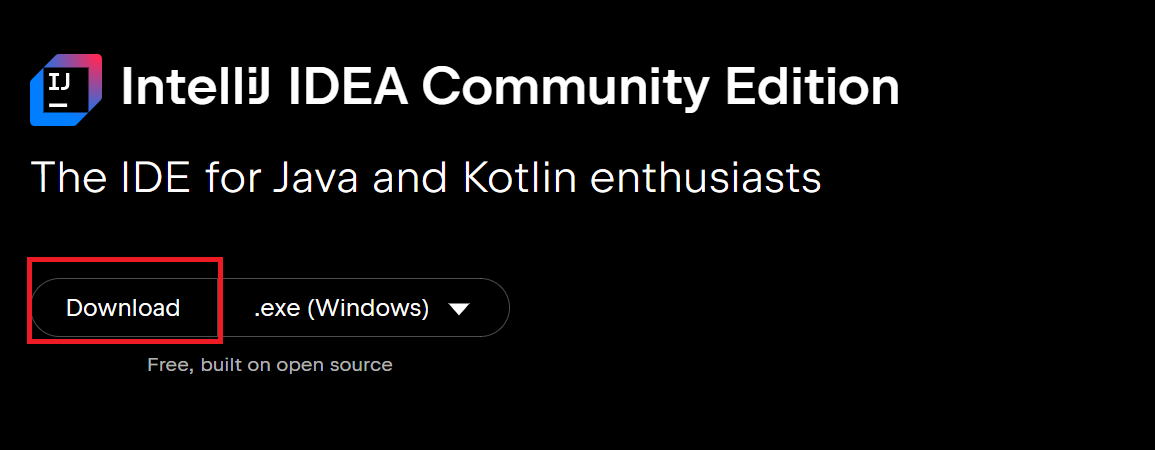 IJ
IntelliJ IDEA Community Edition
The IDE for Java and Kotlin enthusiasts
Download
.exe (Windows)
Free, built on open source